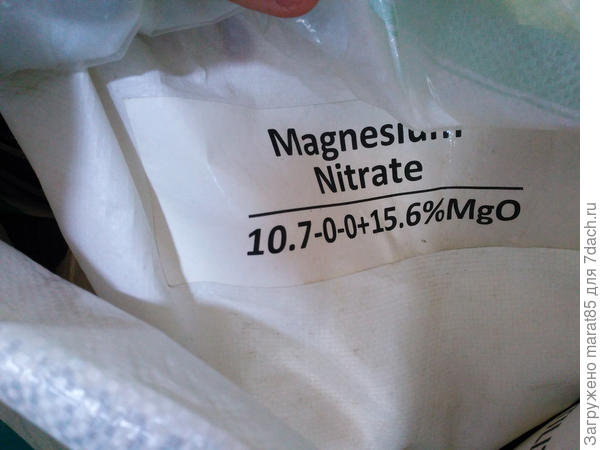 Magnesium
Nitrate
10.7-0-0+15.6%MgO
Загружено marat85 для 7dach.ru